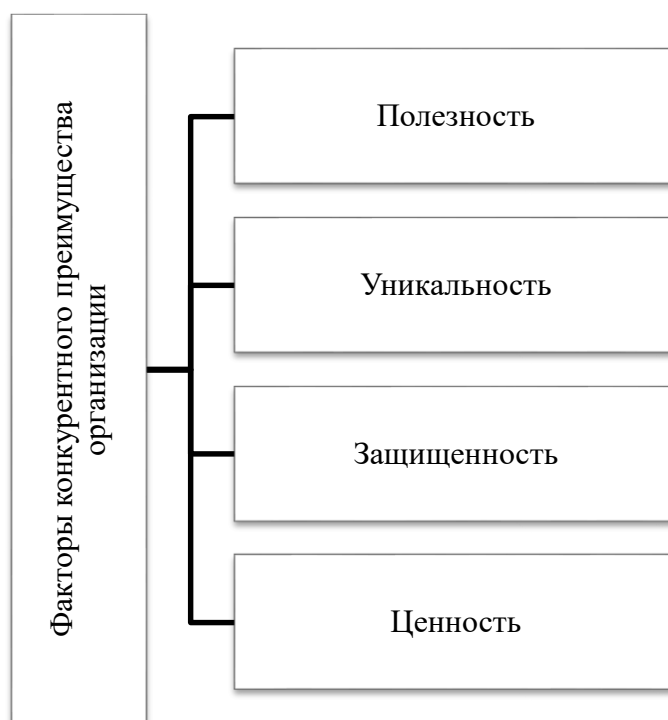 Факторы конкурентного преимущества
организации
Полезность
Уникальность
Защищенность
Ценность